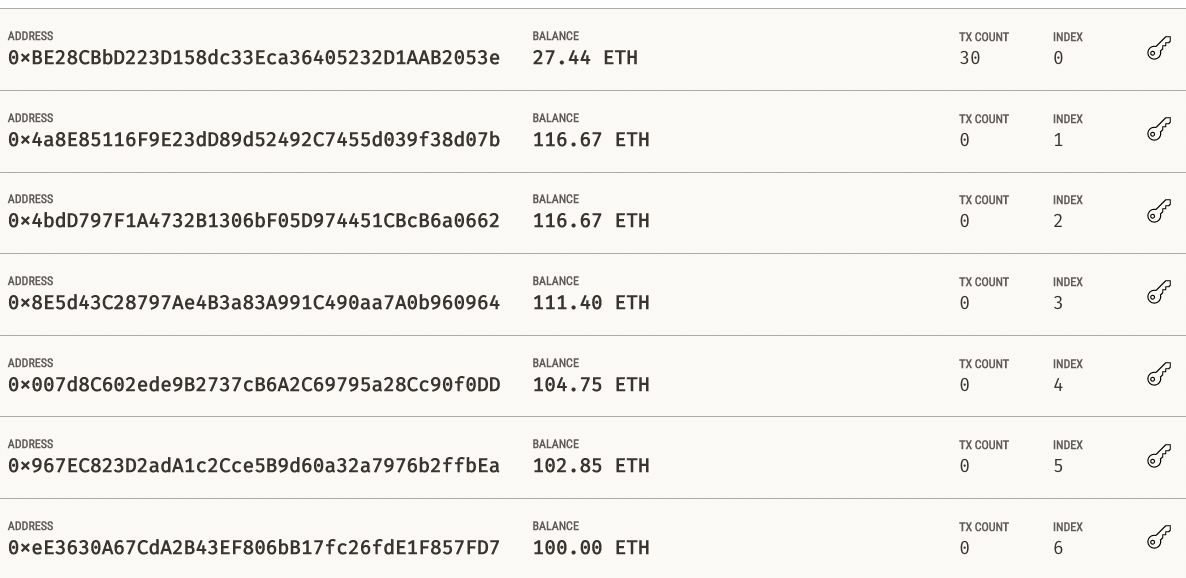 ADDRESS BALANCE TX COUNT INDEX
0×BE28CBbD223D158dc33Eca36405232D1AAB2053e 27.44 ETH 30 0
ADDRESS BALANCE TX COUNT INDEX
0×4a8E85116F9E23dD89d52492C7455d039f38d07b 116.67 ETH 0 1
ADDRESS BALANCE TX COUNT INDEX
0×4bdD797F1A4732B1306bF05D974451CBcB6a0662 116.67 ETH 0 2
ADDRESS BALANCE TX COUNT INDEX
0×8E5d43C28797Ae4B3a83A991C490aa7A0b960964 111.40 ETH 0 3
ADDRESS BALANCE TX COUNT INDEX
0×007d8C602ede9B2737cB6A2C69795a28Cc90f0DD 104.75 ETH 0 4
ADDRESS BALANCE TX COUNT INDEX
0×967EC823D2adA1c2Cce5B9d60a32a7976b2ffbEa 102.85 ETH 0 5
ADDRESS BALANCE TX COUNT INDEX
0×eE3630A67CdA2B43EF806bB17fc26fdE1F857FD7 100.00 ETH 0 6